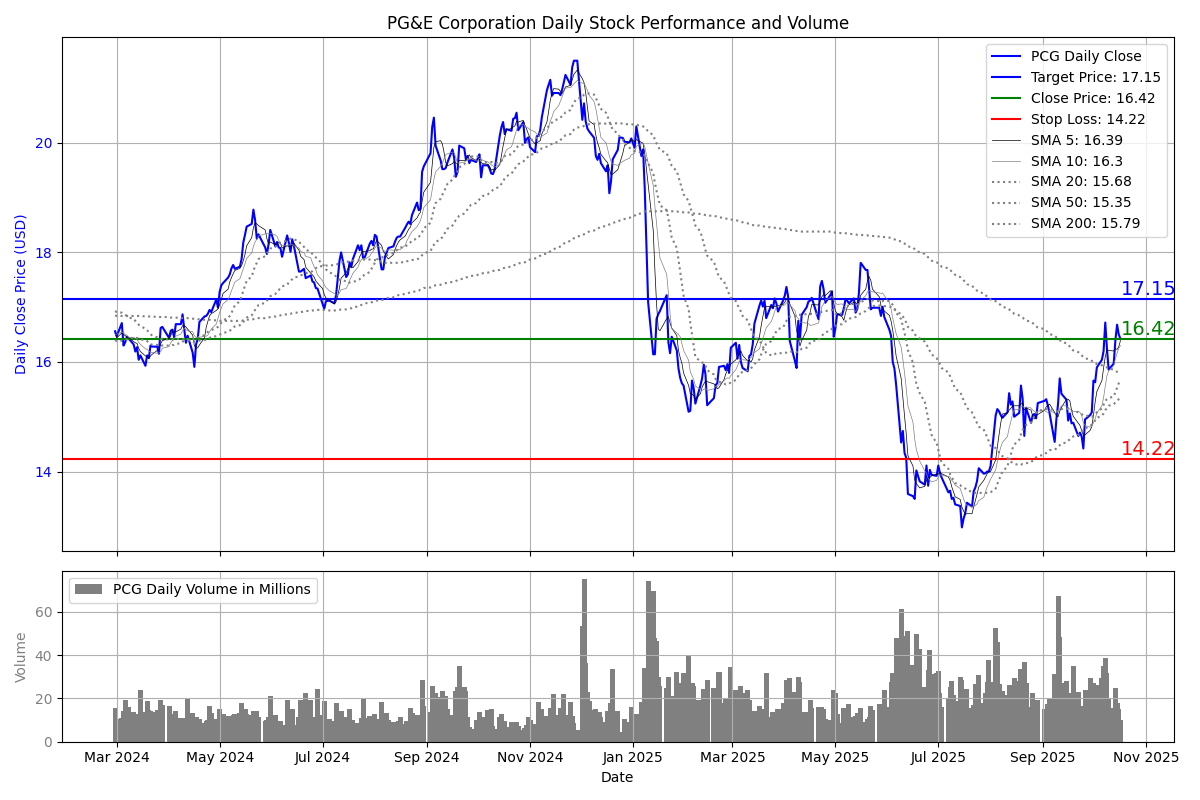 PG&E Corporation Daily Stock Performance and Volume
PCG Daily Close
Target Price: 17.15
Close Price: 16.42
Stop Loss: 14.22
SMA 5: 16.39
SMA 10: 16.3
SMA 20: 15.68
SMA 50: 15.35
SMA 200: 15.79
Daily Close Price (USD)
20
18
16
14
17.15
16.42
14.22
PCG Daily Volume in Millions
Volume
60
40
20
0
Mar 2024 May 2024 Jul 2024 Sep 2024 Nov 2024 Jan 2025 Mar 2025 May 2025 Jul 2025 Sep 2025 Nov 2025
Date